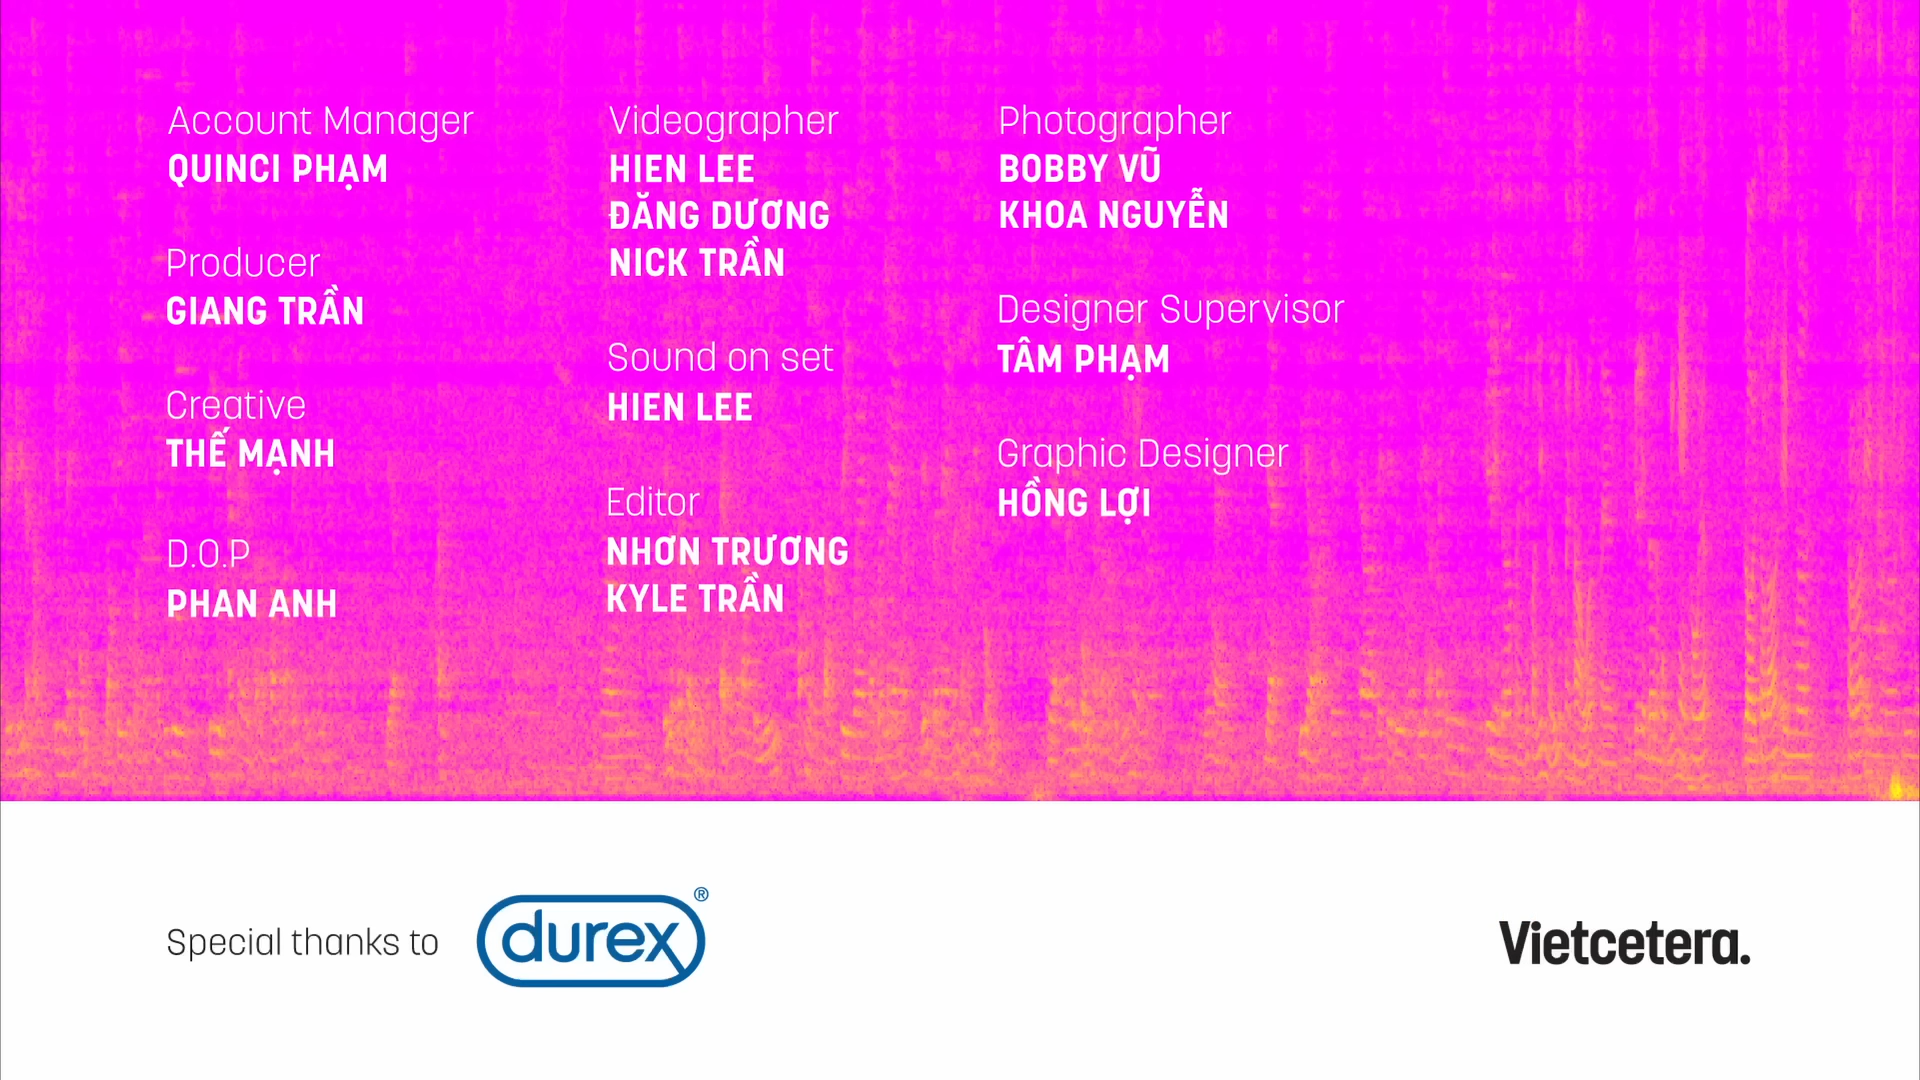 Account Manager
QUINCI PHẠM
Producer
GIANG TRẦN
Creative
THẾ MẠNH
D.O.P
PHAN ANH
Videographer
HIEN LEE
ĐĂNG DƯƠNG
NICK TRẦN
Sound on set
HIEN LEE
Editor
NHƠN TRƯƠNG
KYLE TRẦN
Photographer
BOBBY VŨ
KHOA NGUYỄN
Designer Supervisor
TÂM PHẠM
Graphic Designer
HỒNG LỢI
Special thanks to
durex®
Vietcetera.